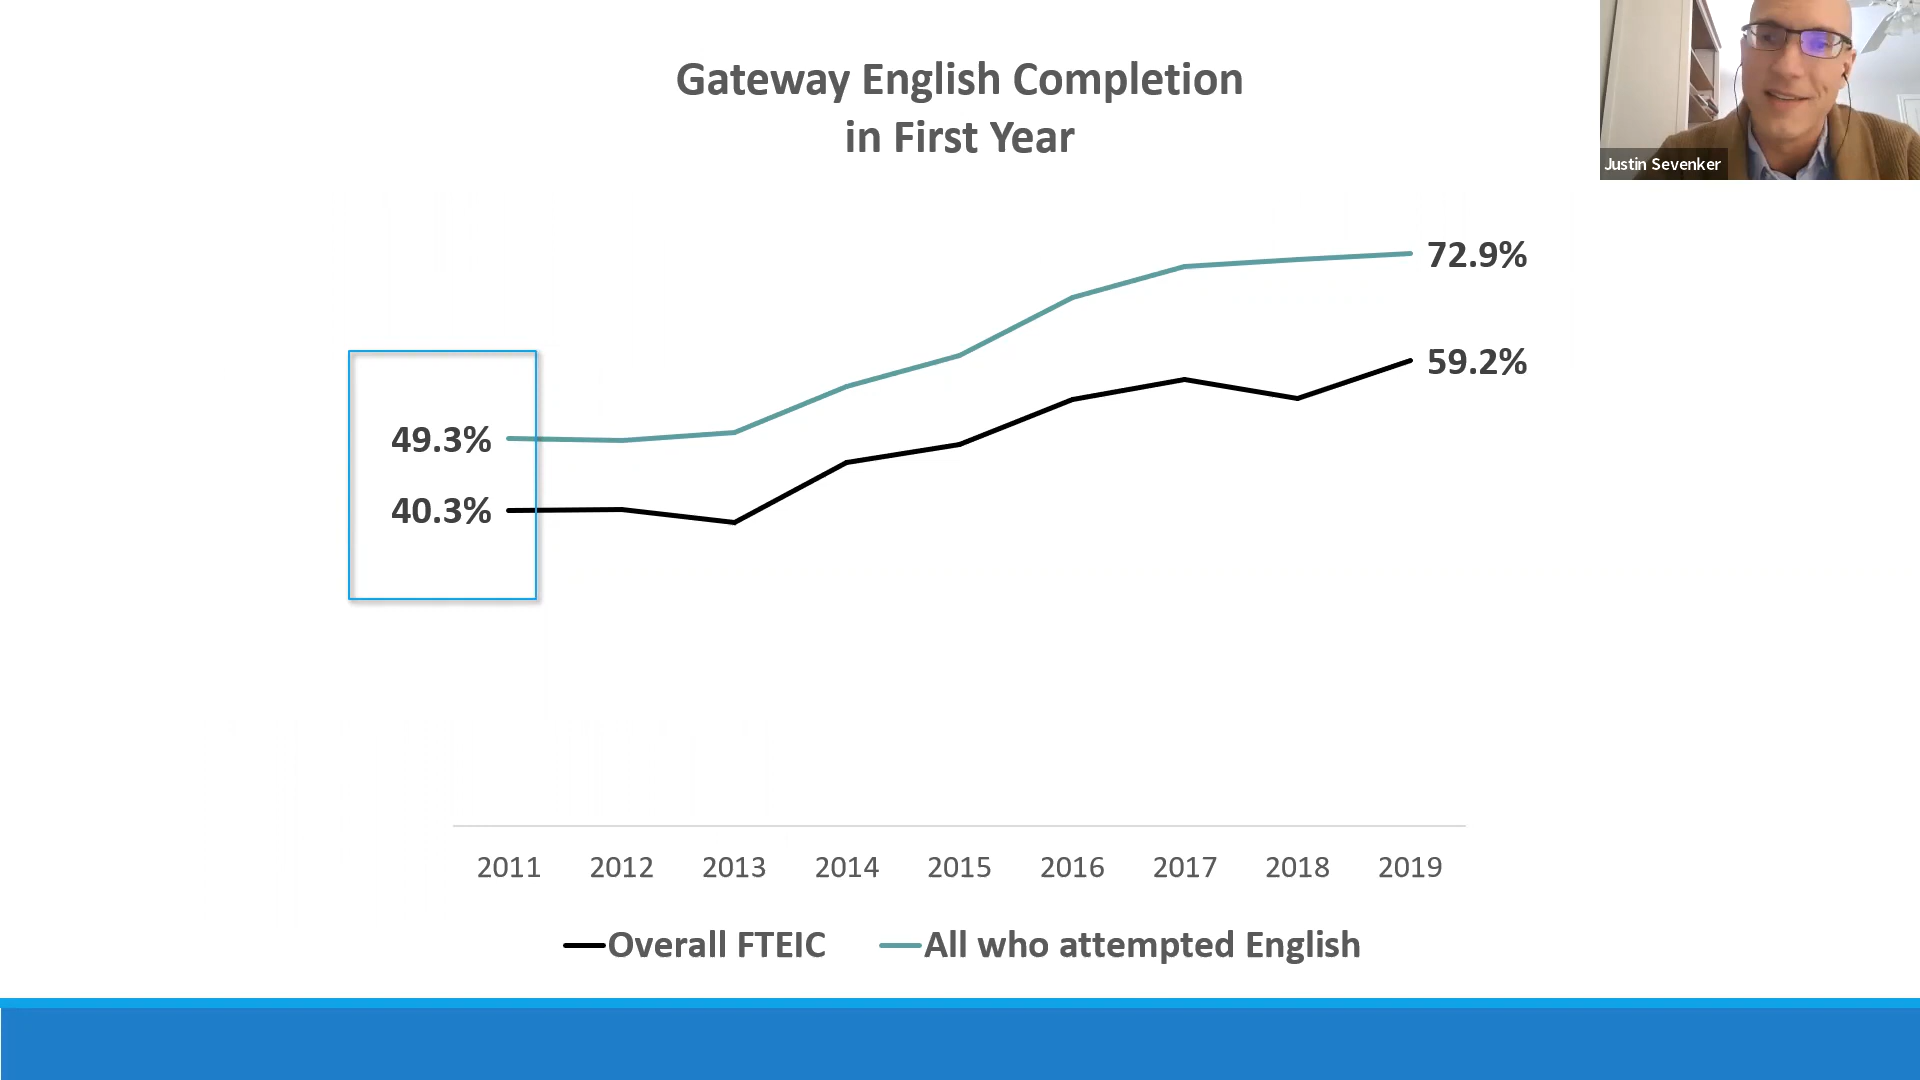 Gateway English Completion
in First Year
Justin Sevenker
72.9%
59.2%
49.3%
40.3%
2011 2012 2013 2014 2015 2016 2017 2018 2019
Overall FTEIC All who attempted English